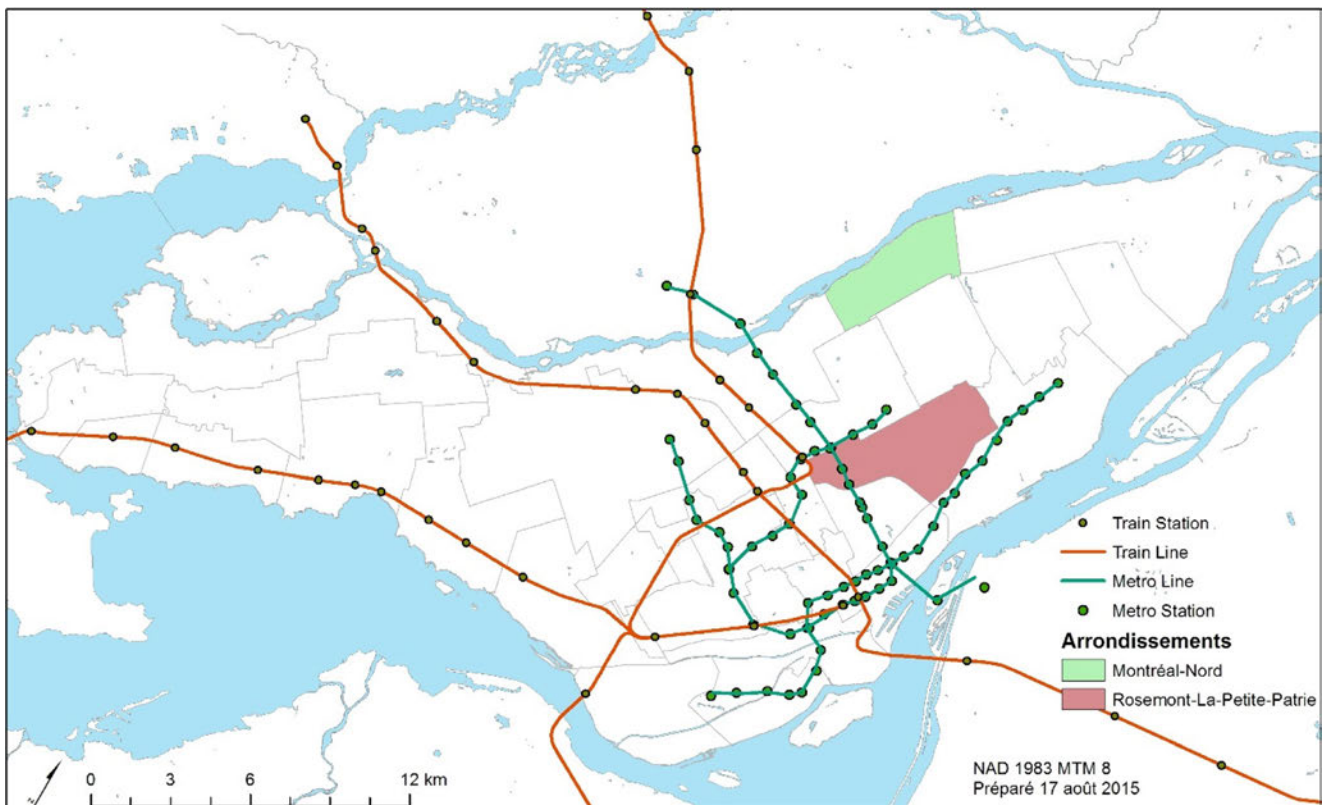 Train Station
Train Line
Metro Line
Metro Station
Arrondissements
Montréal-Nord
Rosemont-La-Petite-Patrie
NAD 1983 MTM 8
Préparé 17 août 2015
0 3 6 12 km